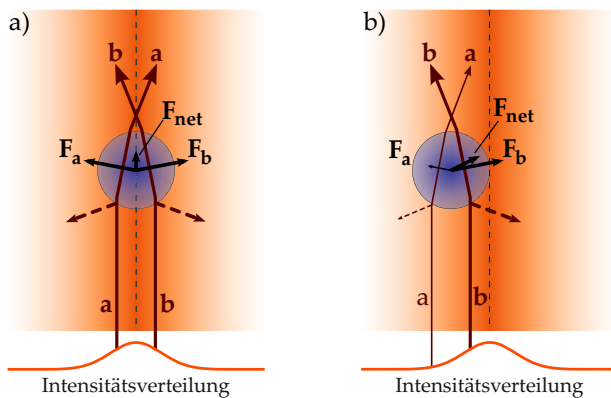 a)
b
a
F_net
F_a
F_b
a
b
Intensitätsverteilung
b)
b
a
F_net
F_a
F_b
a
b
Intensitätsverteilung